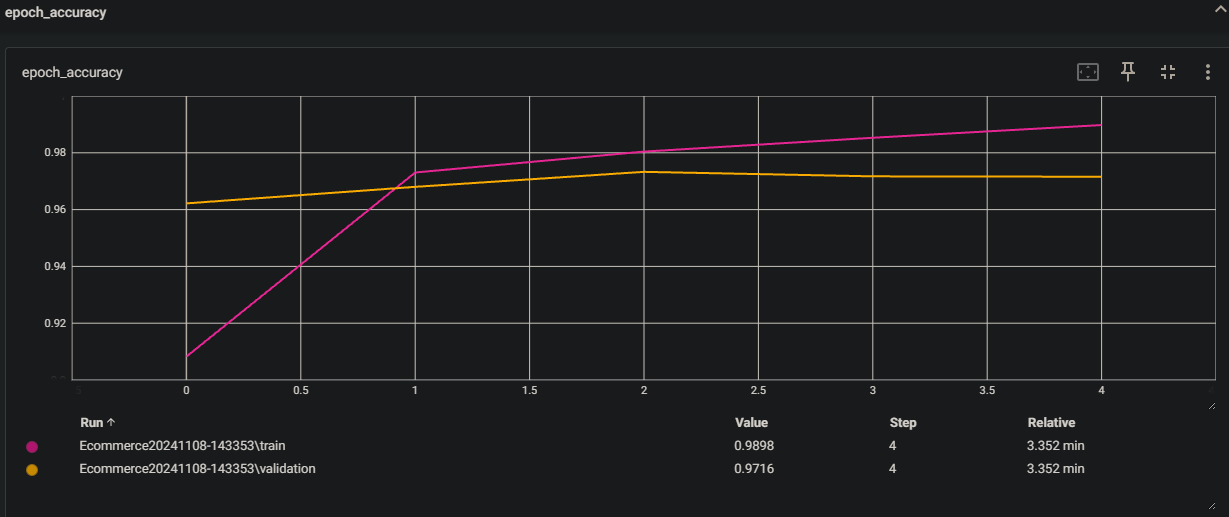 epoch_accuracy
epoch_accuracy
0.98
0.96
0.94
0.92
0 0.5 1 1.5 2 2.5 3 3.5 4
Run ↑ Value Step Relative
Ecommerce20241108-143353\train 0.9898 4 3.352 min
Ecommerce20241108-143353\validation 0.9716 4 3.352 min